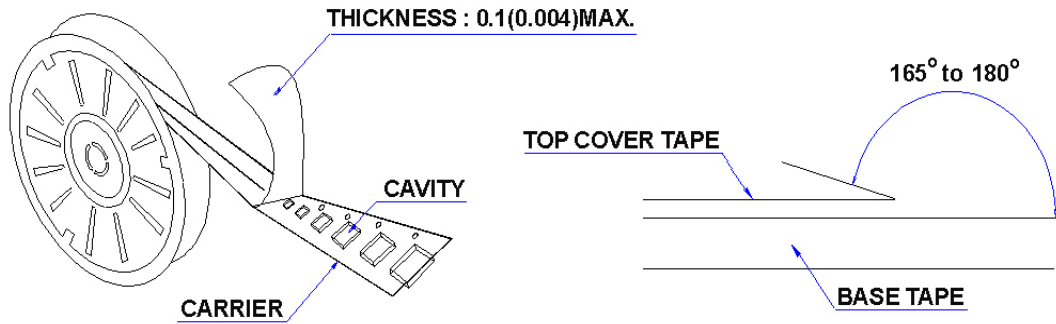 THICKNESS : 0.1(0.004)MAX.
165° to 180°
TOP COVER TAPE
CAVITY
CARRIER
BASE TAPE